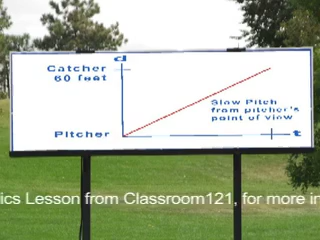 d
Catcher
60 feet
Slow Pitch
from pitcher's
point of view
Pitcher
t
ics Lesson from Classroom121, for more in